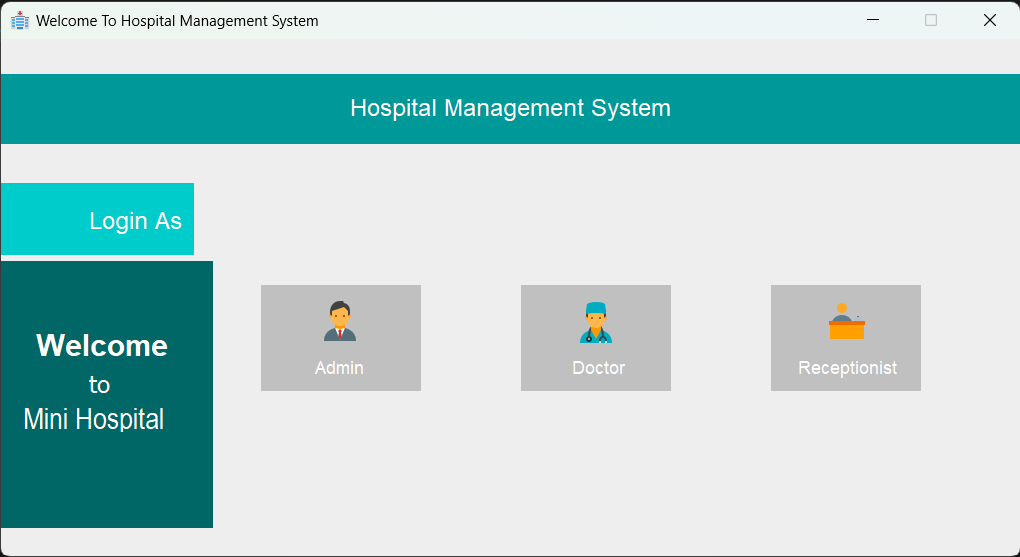 Welcome To Hospital Management System
Hospital Management System
Login As
Welcome
to
Mini Hospital
Admin
Doctor
Receptionist